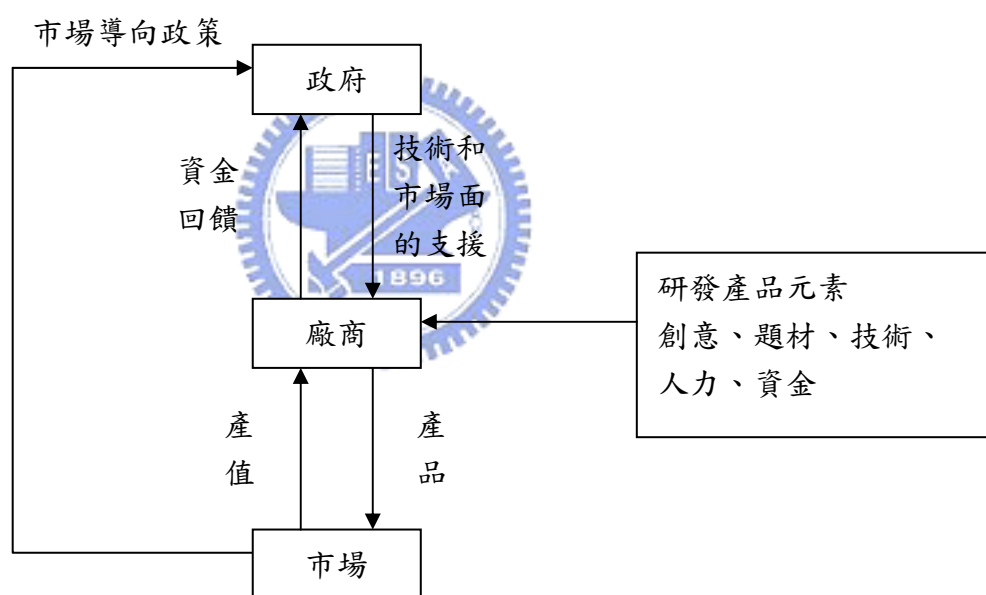 市場導向政策
政府
資金
回饋
技術和
市場面
的支援
E S A
1896
廠商
研發產品元素
創意、題材、技術、
人力、資金
產
值
產
品
市場